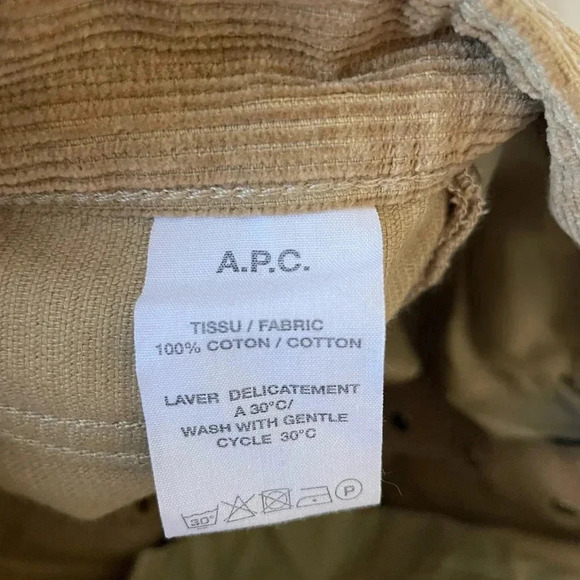 A.P.C.
TISSU / FABRIC
100% COTON / COTTON
LAVER DELICATEMENT
A 30°C/
WASH WITH GENTLE
CYCLE 30°C
30° P